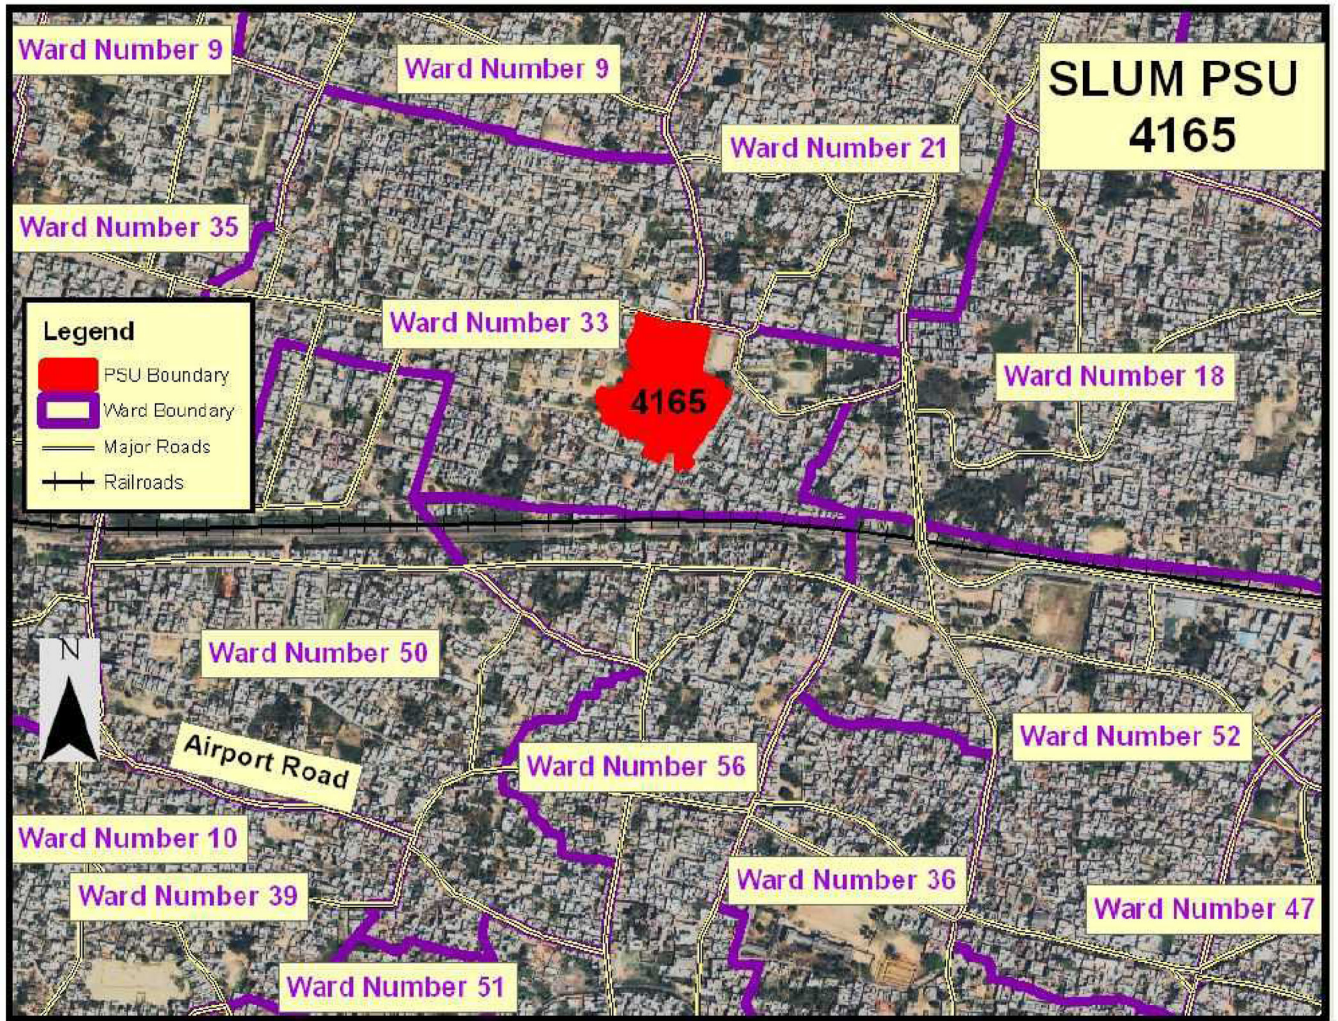 Ward Number 9
Ward Number 9
SLUM PSU
4165
Ward Number 21
Ward Number 35
Ward Number 33
Legend
PSU Boundary
Ward Boundary
Major Roads
Railroads
4165
Ward Number 18
N
Ward Number 50
Airport Road
Ward Number 56
Ward Number 52
Ward Number 10
Ward Number 39
Ward Number 36
Ward Number 47
Ward Number 51